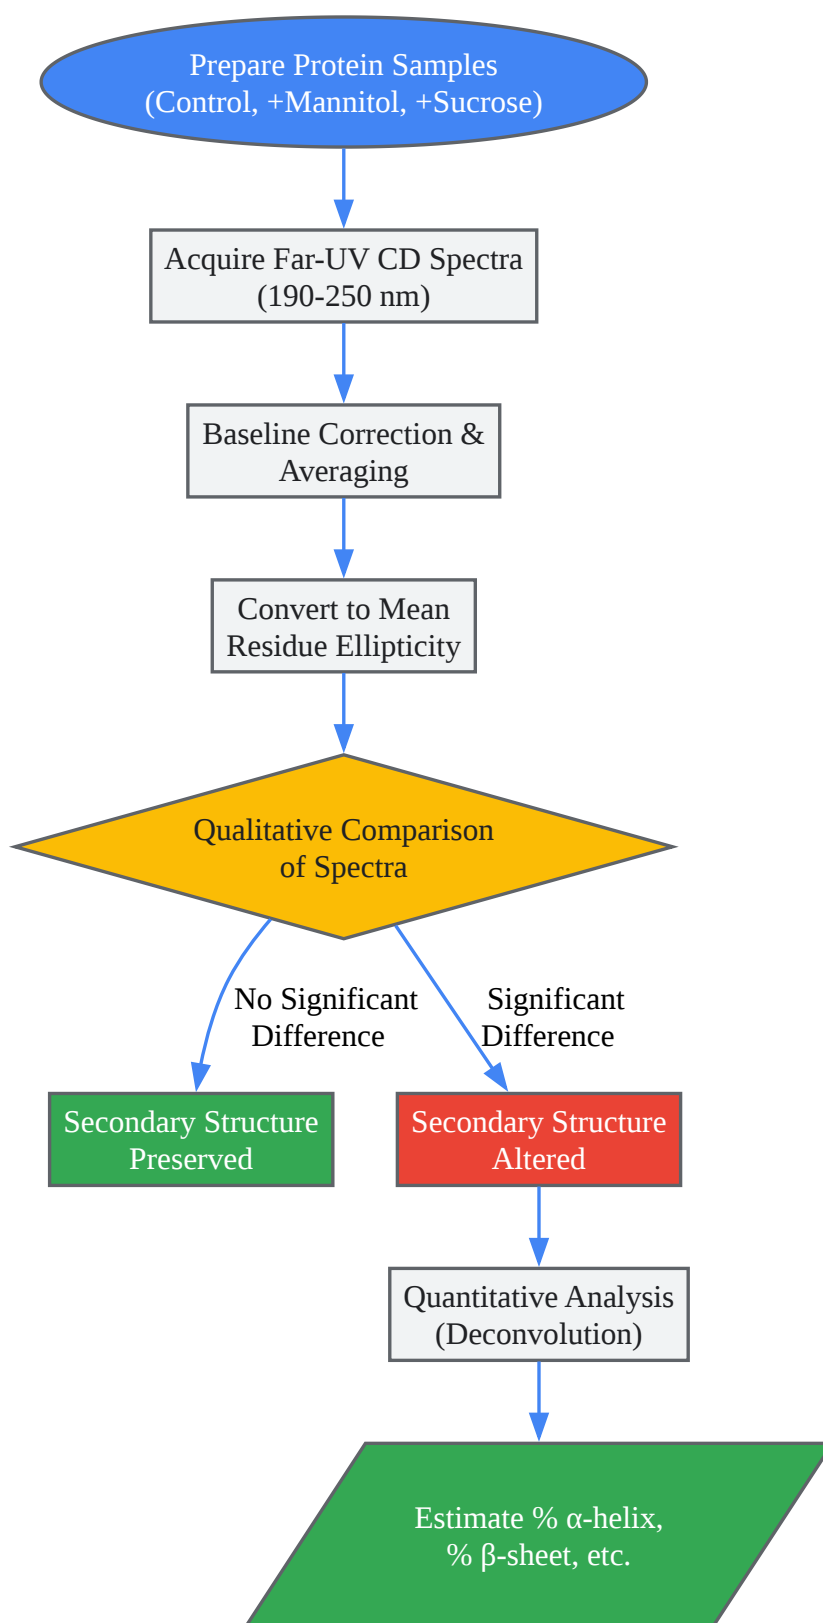 Prepare Protein Samples
(Control, +Mannitol, +Sucrose)
Acquire Far-UV CD Spectra
(190-250 nm)
Baseline Correction &
Averaging
Convert to Mean
Residue Ellipticity
Qualitative Comparison
of Spectra
No Significant
Difference
Significant
Difference
Secondary Structure
Preserved
Secondary Structure
Altered
Quantitative Analysis
(Deconvolution)
Estimate % α-helix,
% β-sheet, etc.